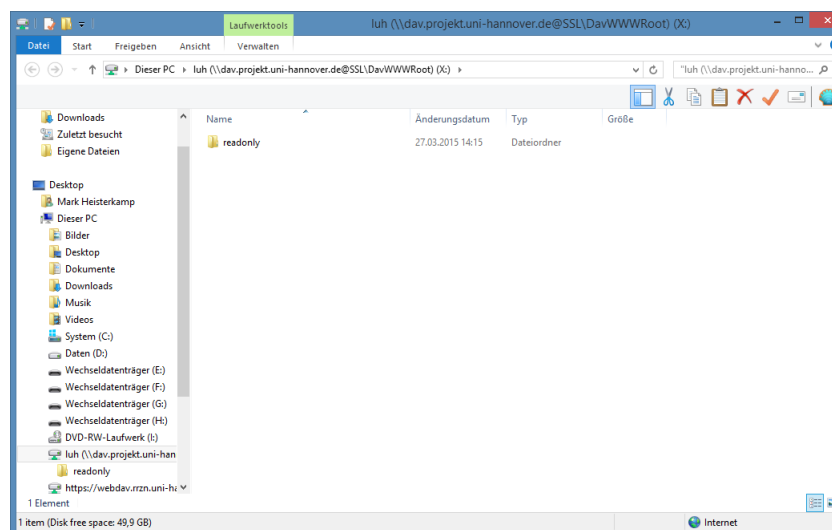 Laufwerktools
luh (\\dav.projekt.uni-hannover.de@SSL\DavWWWRoot) (X:)
Datei Start Freigeben Ansicht Verwalten
Dieser PC luh (\\dav.projekt.uni-hannover.de@SSL\DavWWWRoot) (X:)
"luh (\\dav.projekt.uni-hanno...
Name Änderungsdatum Typ Größe
readonly 27.03.2015 14:15 Dateiordner
Downloads
Zuletzt besucht
Eigene Dateien
Desktop
Mark Heisterkamp
Dieser PC
Bilder
Desktop
Dokumente
Downloads
Musik
Videos
System (C:)
Daten (D:)
Wechseldatenträger (E:)
Wechseldatenträger (F:)
Wechseldatenträger (G:)
Wechseldatenträger (H:)
DVD-RW-Laufwerk (I:)
luh (\\dav.projekt.uni-han
readonly
https://webdav.rrzn.uni-ha
1 Element
1 item (Disk free space: 49,9 GB)
Internet